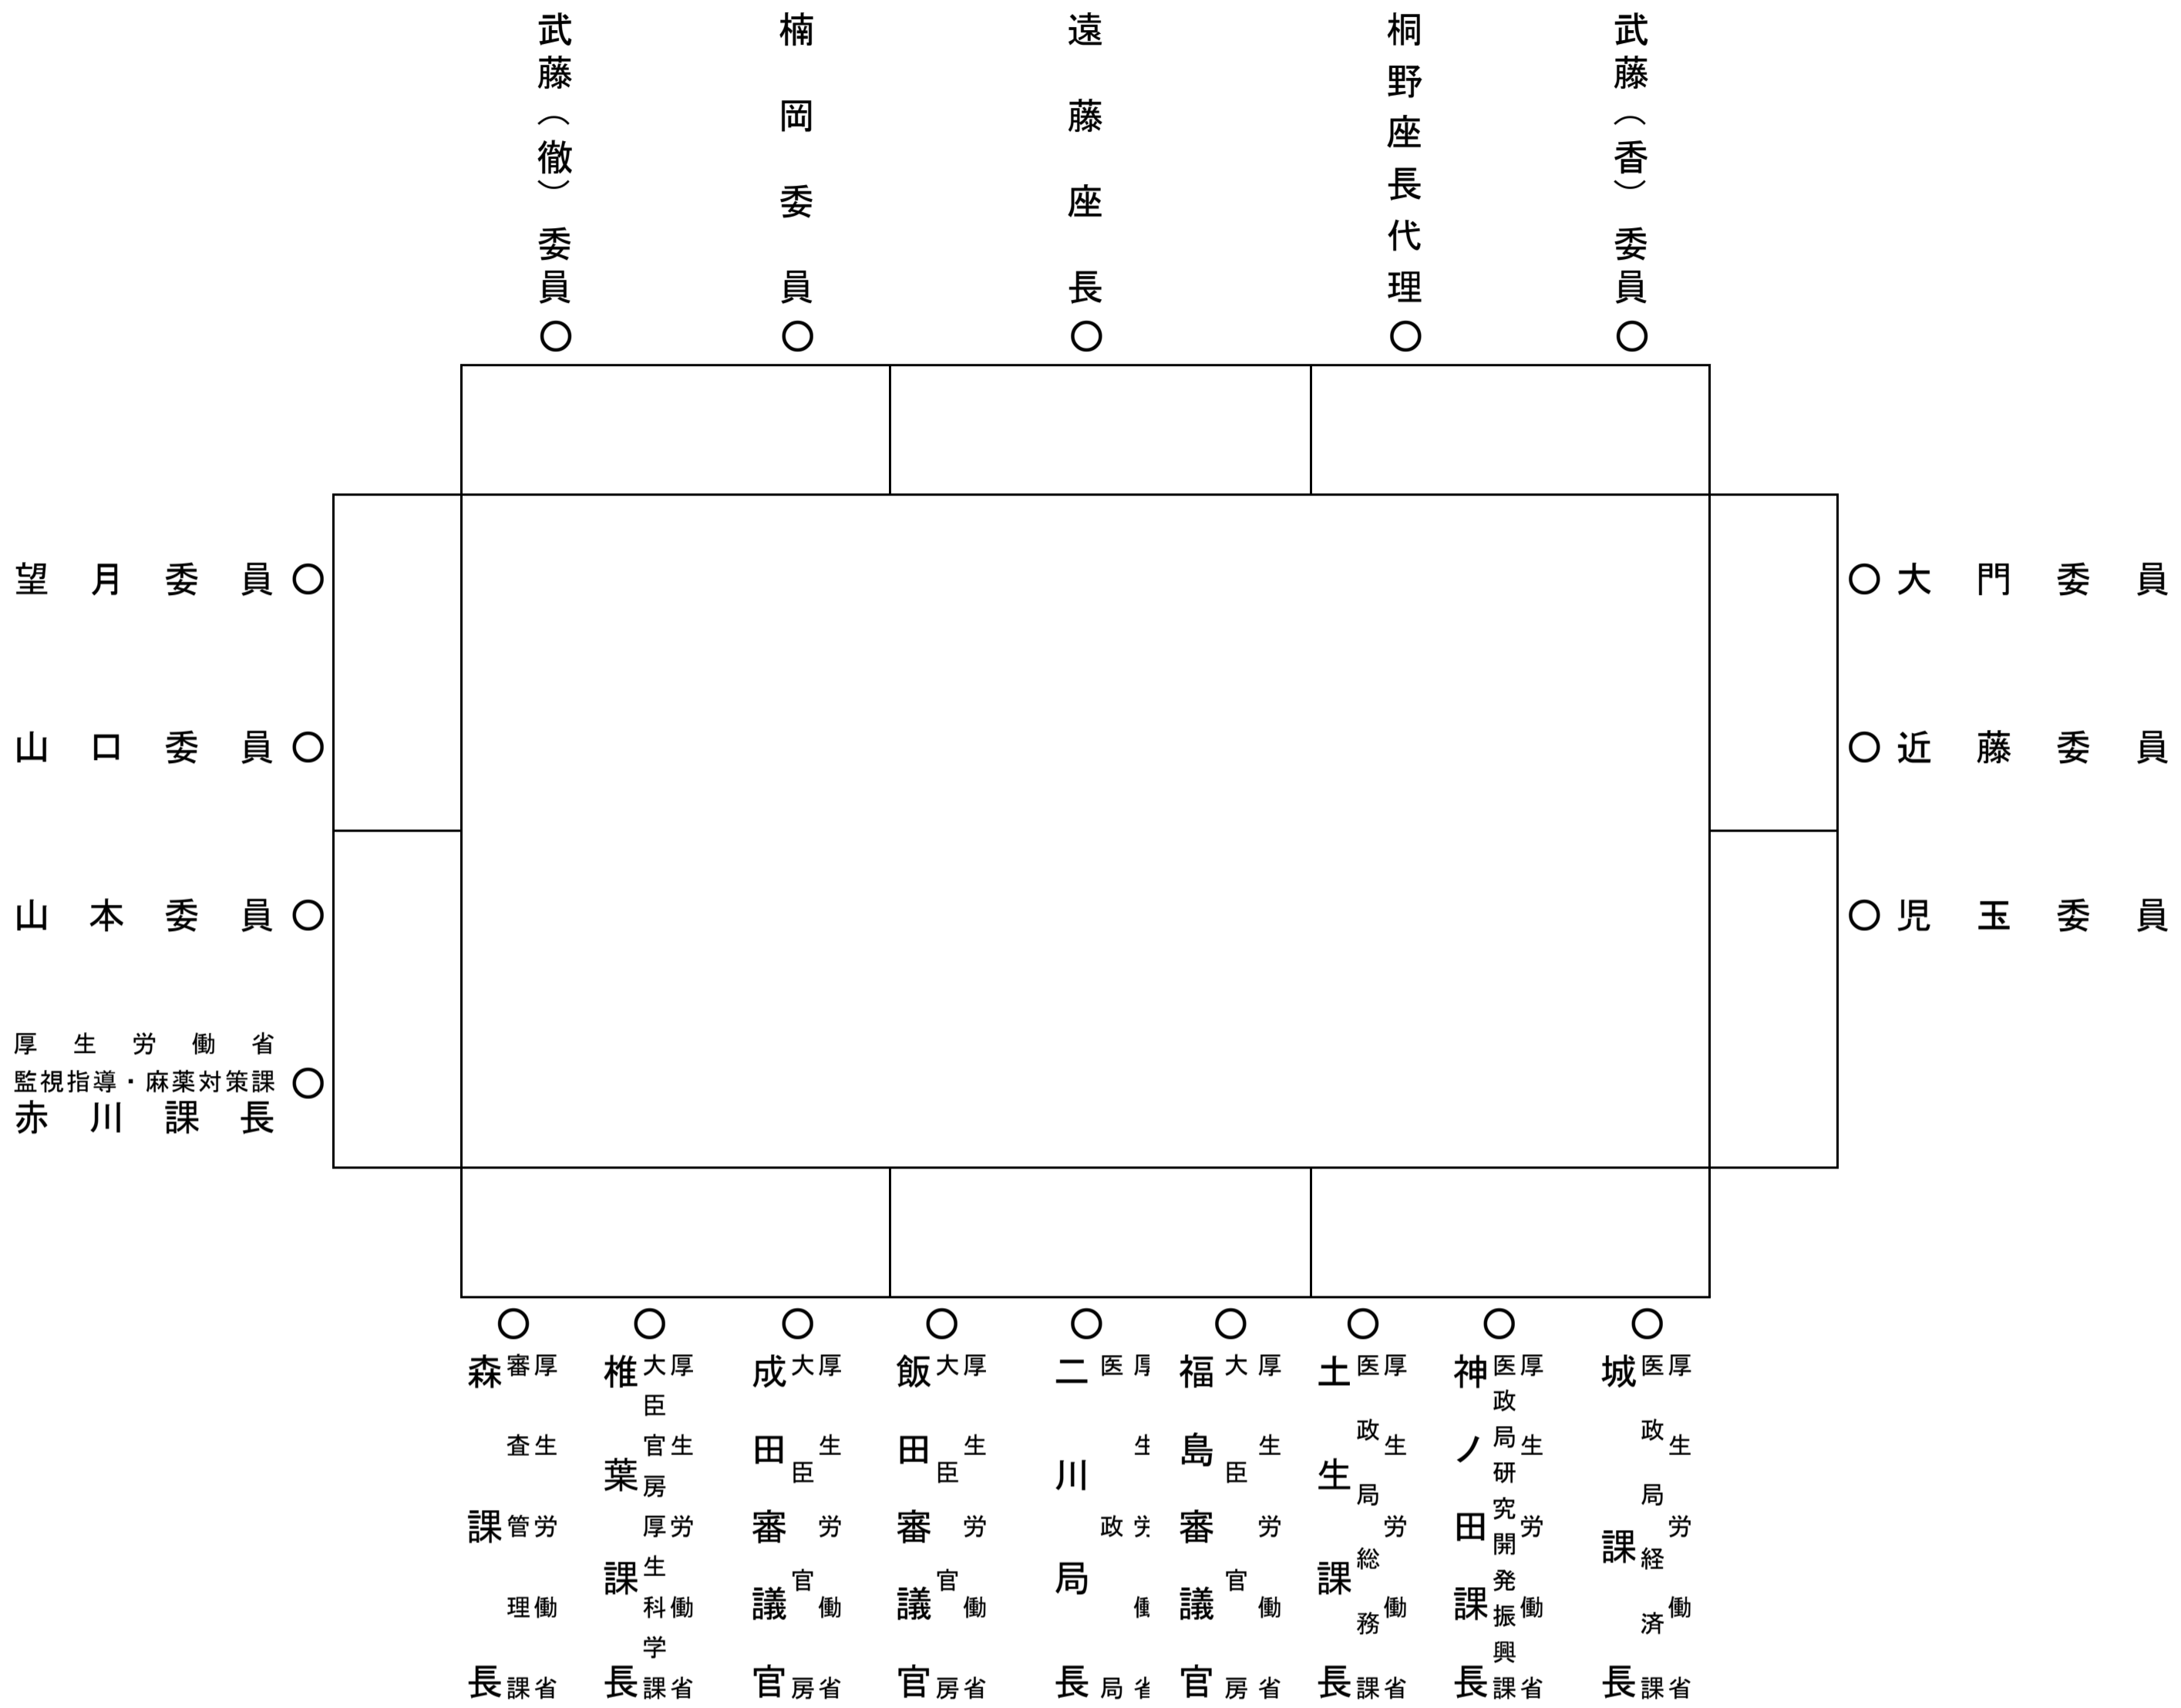 武藤（徹）委員
楠岡委員
遠藤座長
桐野座長代理
武藤（香）委員
望月委員
山口委員
山本委員
厚生労働省
監視指導・麻薬対策課
赤川課長
大門委員
近藤委員
児玉委員
厚生労働省
審査管理課
森課長
厚生労働省
大臣官房厚生科学課
椎葉課長
厚生労働省
大臣官房
成田審議官
厚生労働省
大臣官房
飯田審議官
厚生労働省
医政局
二川局長
厚生労働省
大臣官房
福島審議官
厚生労働省
医政局総務課
土生課長
厚生労働省
医政局研究開発振興課
神ノ田課長
厚生労働省
医政局経済課
城課長